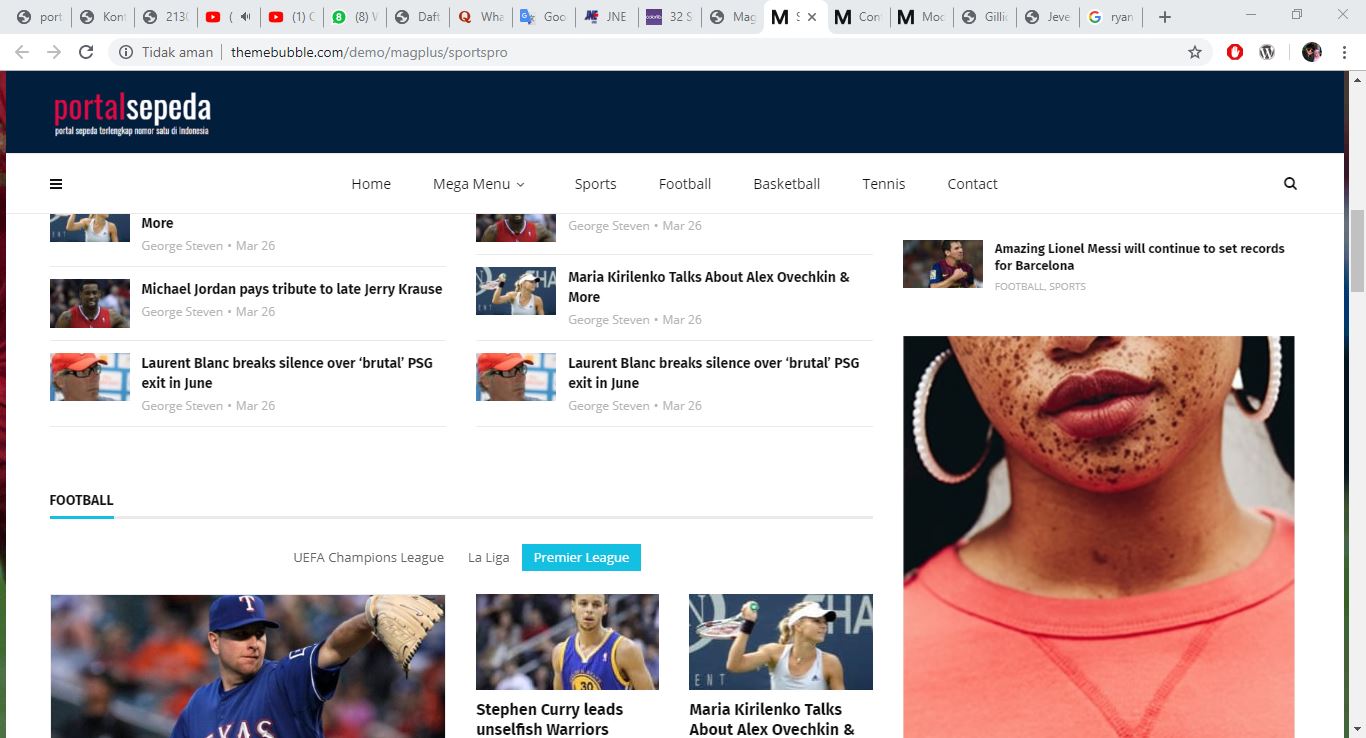 port
Kont
213(
(
(1) (
(8) V
Daft
Wha
Goo
JNE
32 S
Mag
S
Con
Moc
Gillic
Jeve
ryan
Tidak aman
themebubble.com/demo/magplus/sportspro
portalsepeda
portal sepeda terlengkap nomor satu di Indonesia
Home
Mega Menu
Sports
Football
Basketball
Tennis
Contact
More
George Steven • Mar 26
Michael Jordan pays tribute to late Jerry Krause
George Steven • Mar 26
Laurent Blanc breaks silence over ‘brutal’ PSG
exit in June
George Steven • Mar 26
George Steven • Mar 26
Maria Kirilenko Talks About Alex Ovechkin &
More
George Steven • Mar 26
Laurent Blanc breaks silence over ‘brutal’ PSG
exit in June
George Steven • Mar 26
Amazing Lionel Messi will continue to set records
for Barcelona
FOOTBALL, SPORTS
FOOTBALL
UEFA Champions League
La Liga
Premier League
Stephen Curry leads
unselfish Warriors
Maria Kirilenko Talks
About Alex Ovechkin &